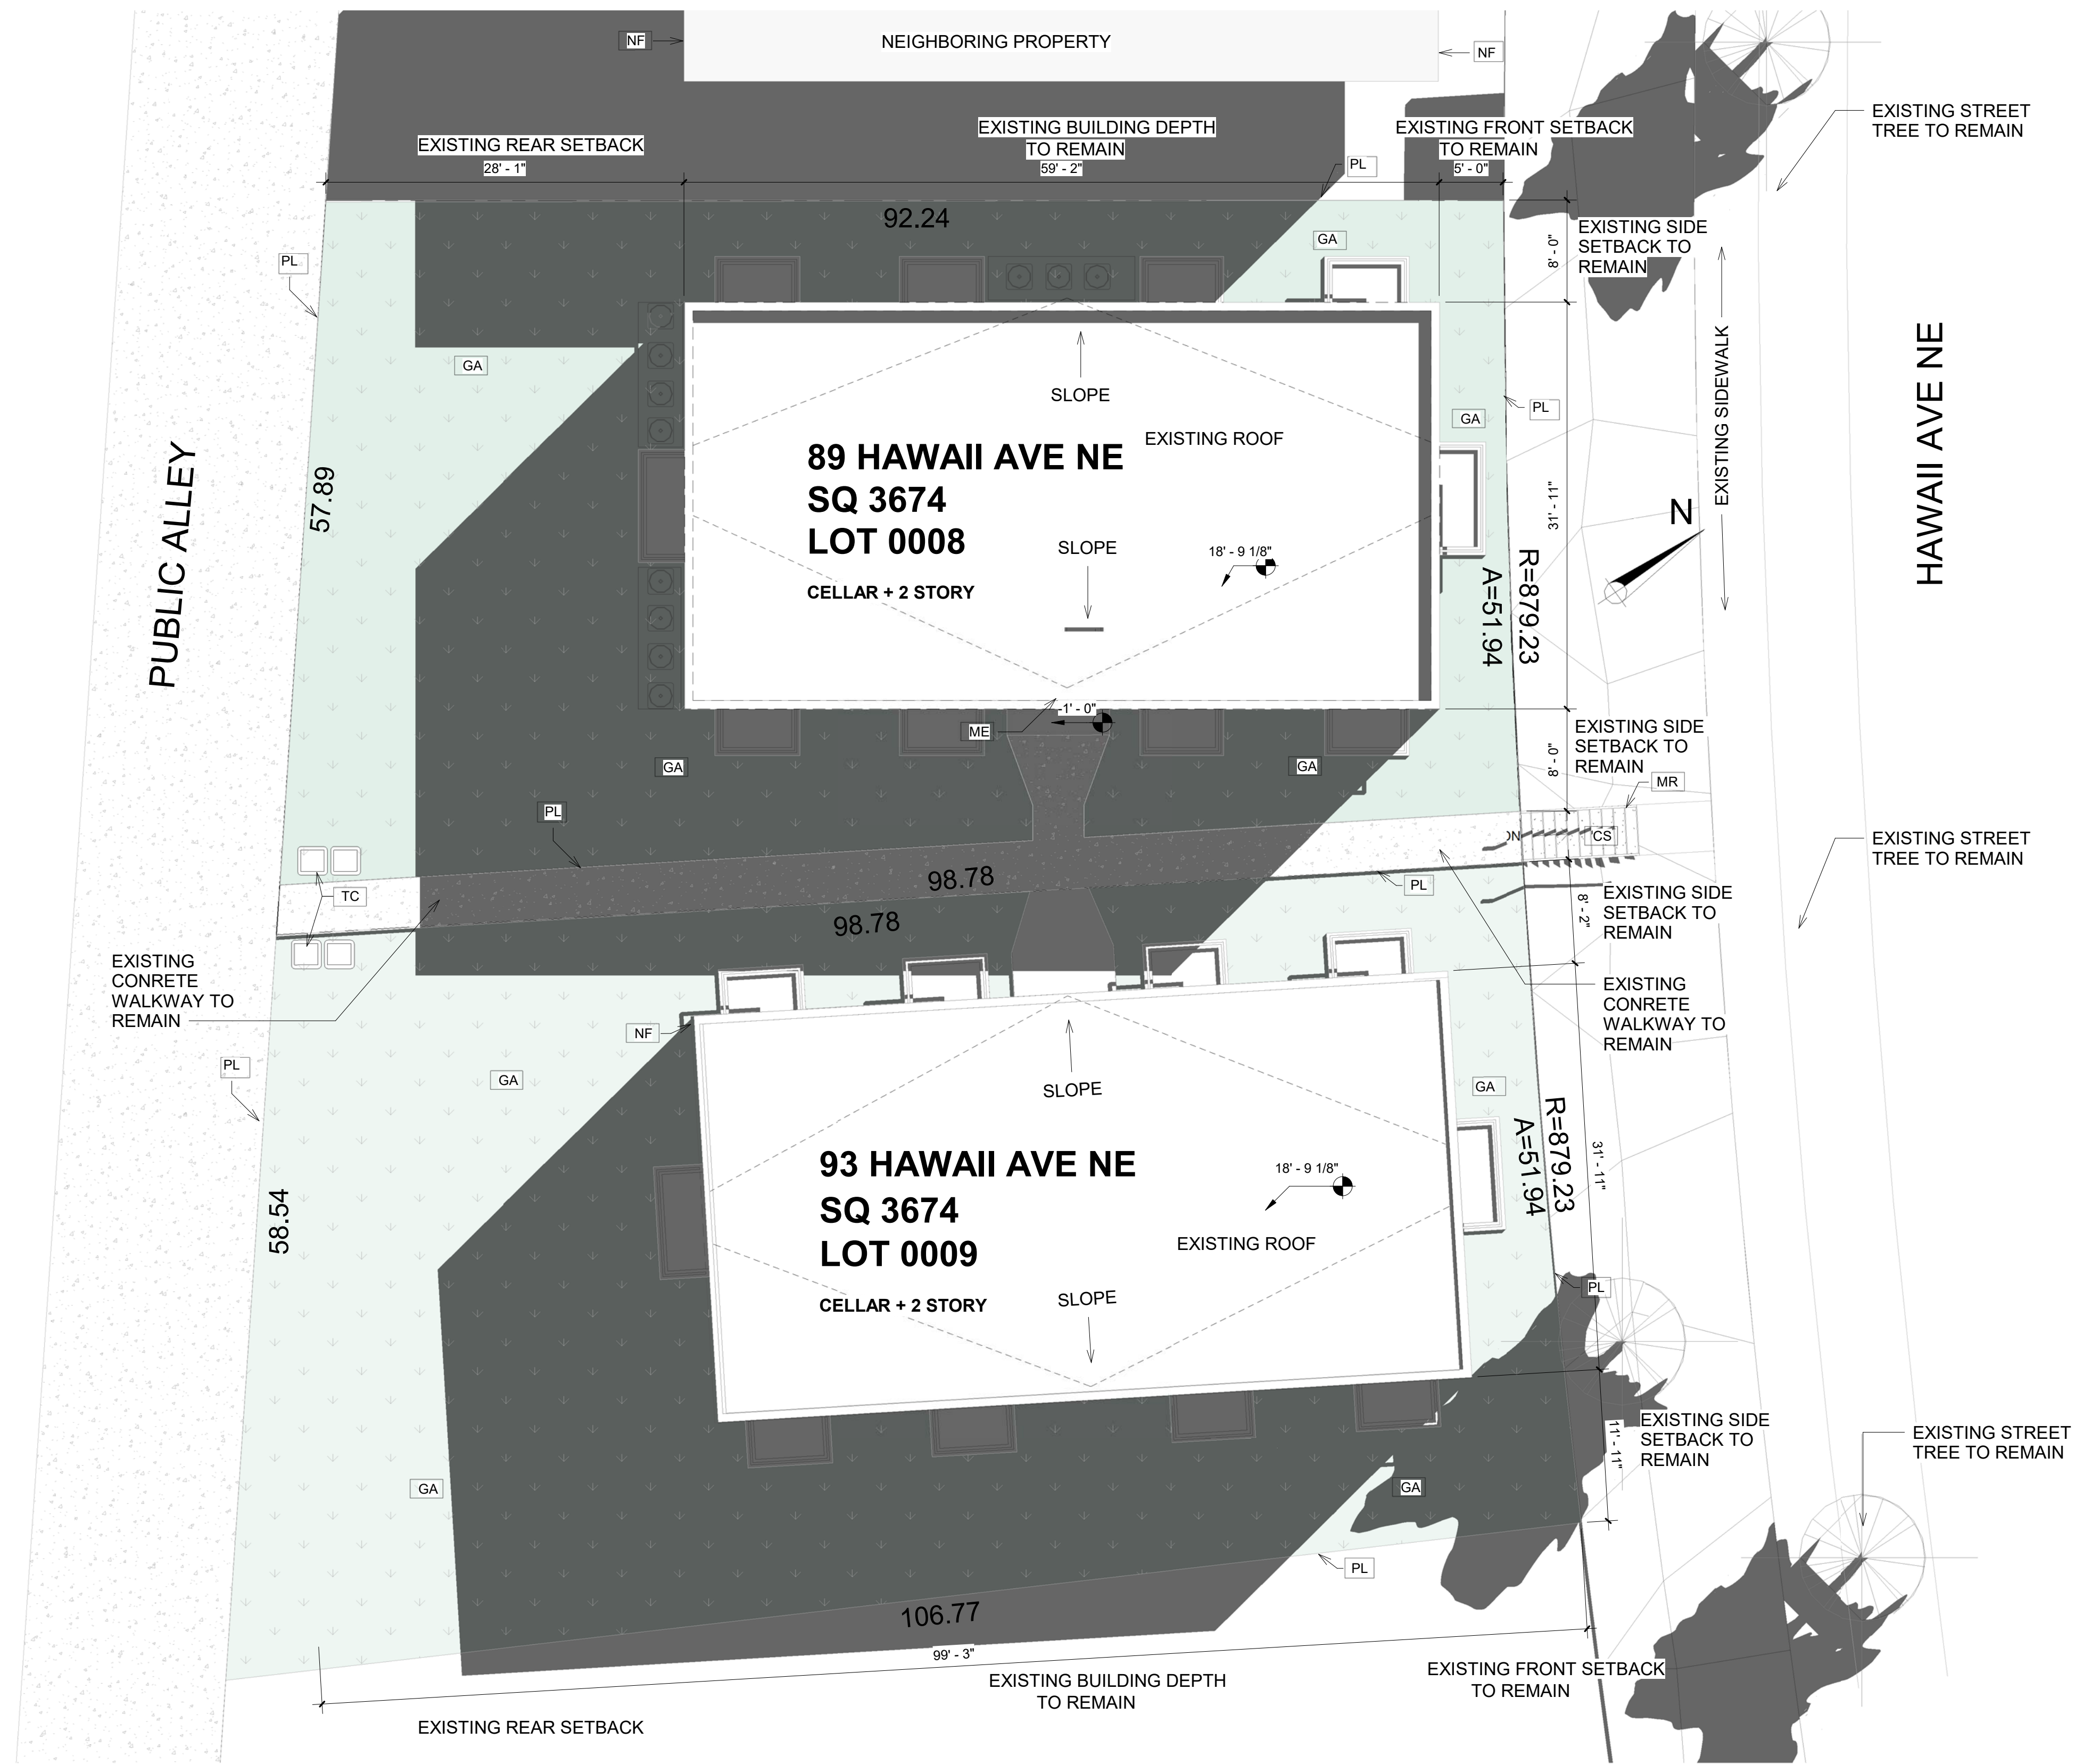 NF
NEIGHBORING PROPERTY
NF
EXISTING STREET
TREE TO REMAIN
EXISTING REAR SETBACK
28' - 1"
EXISTING BUILDING DEPTH
TO REMAIN
59' - 2"
EXISTING FRONT SETBACK
TO REMAIN
5' - 0"
PL
92.24
GA
EXISTING SIDE
SETBACK TO
REMAIN
8' - 0"
PL
GA
SLOPE
EXISTING ROOF
89 HAWAII AVE NE
SQ 3674
LOT 0008
CELLAR + 2 STORY
SLOPE
18' - 9 1/8"
PL
GA
31' - 11"
EXISTING SIDEWALK
HAWAII AVE NE
N
R=879.23
A=51.94
PUBLIC ALLEY
57.89
1' - 0"
ME
GA
GA
EXISTING SIDE
SETBACK TO
REMAIN
8' - 0"
MR
PL
CS
EXISTING STREET
TREE TO REMAIN
98.78
98.78
PL
TC
EXISTING SIDE
SETBACK TO
REMAIN
8' - 2"
EXISTING
CONRETE
WALKWAY TO
REMAIN
EXISTING
CONRETE
WALKWAY TO
REMAIN
NF
PL
GA
GA
SLOPE
93 HAWAII AVE NE
SQ 3674
LOT 0009
CELLAR + 2 STORY
18' - 9 1/8"
EXISTING ROOF
SLOPE
R=879.23
A=51.94
31' - 11"
58.54
PL
EXISTING SIDE
SETBACK TO
REMAIN
11' - 11"
EXISTING STREET
TREE TO REMAIN
GA
GA
PL
106.77
99' - 3"
EXISTING BUILDING DEPTH
TO REMAIN
EXISTING FRONT SETBACK
TO REMAIN
EXISTING REAR SETBACK